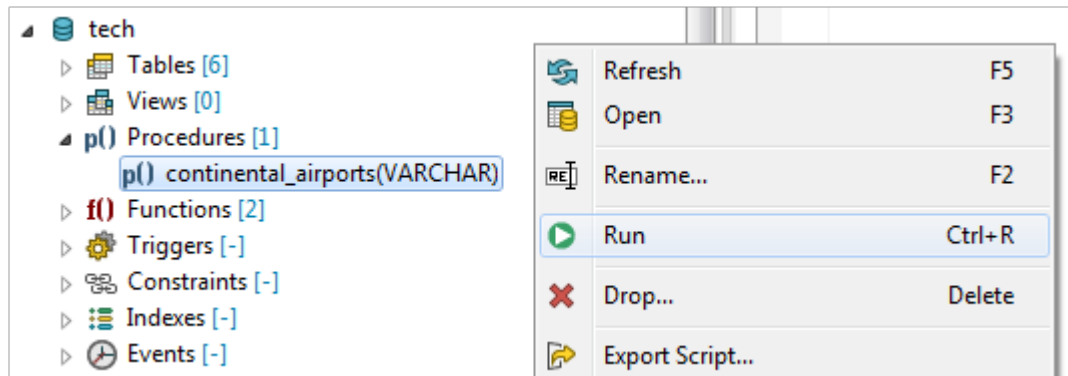 tech
Tables [6]
Views [0]
p() Procedures [1]
p() continental_airports(VARCHAR)
f() Functions [2]
Triggers [-]
Constraints [-]
Indexes [-]
Events [-]
Refresh F5
Open F3
RE Rename... F2
Run Ctrl+R
Drop... Delete
Export Script...